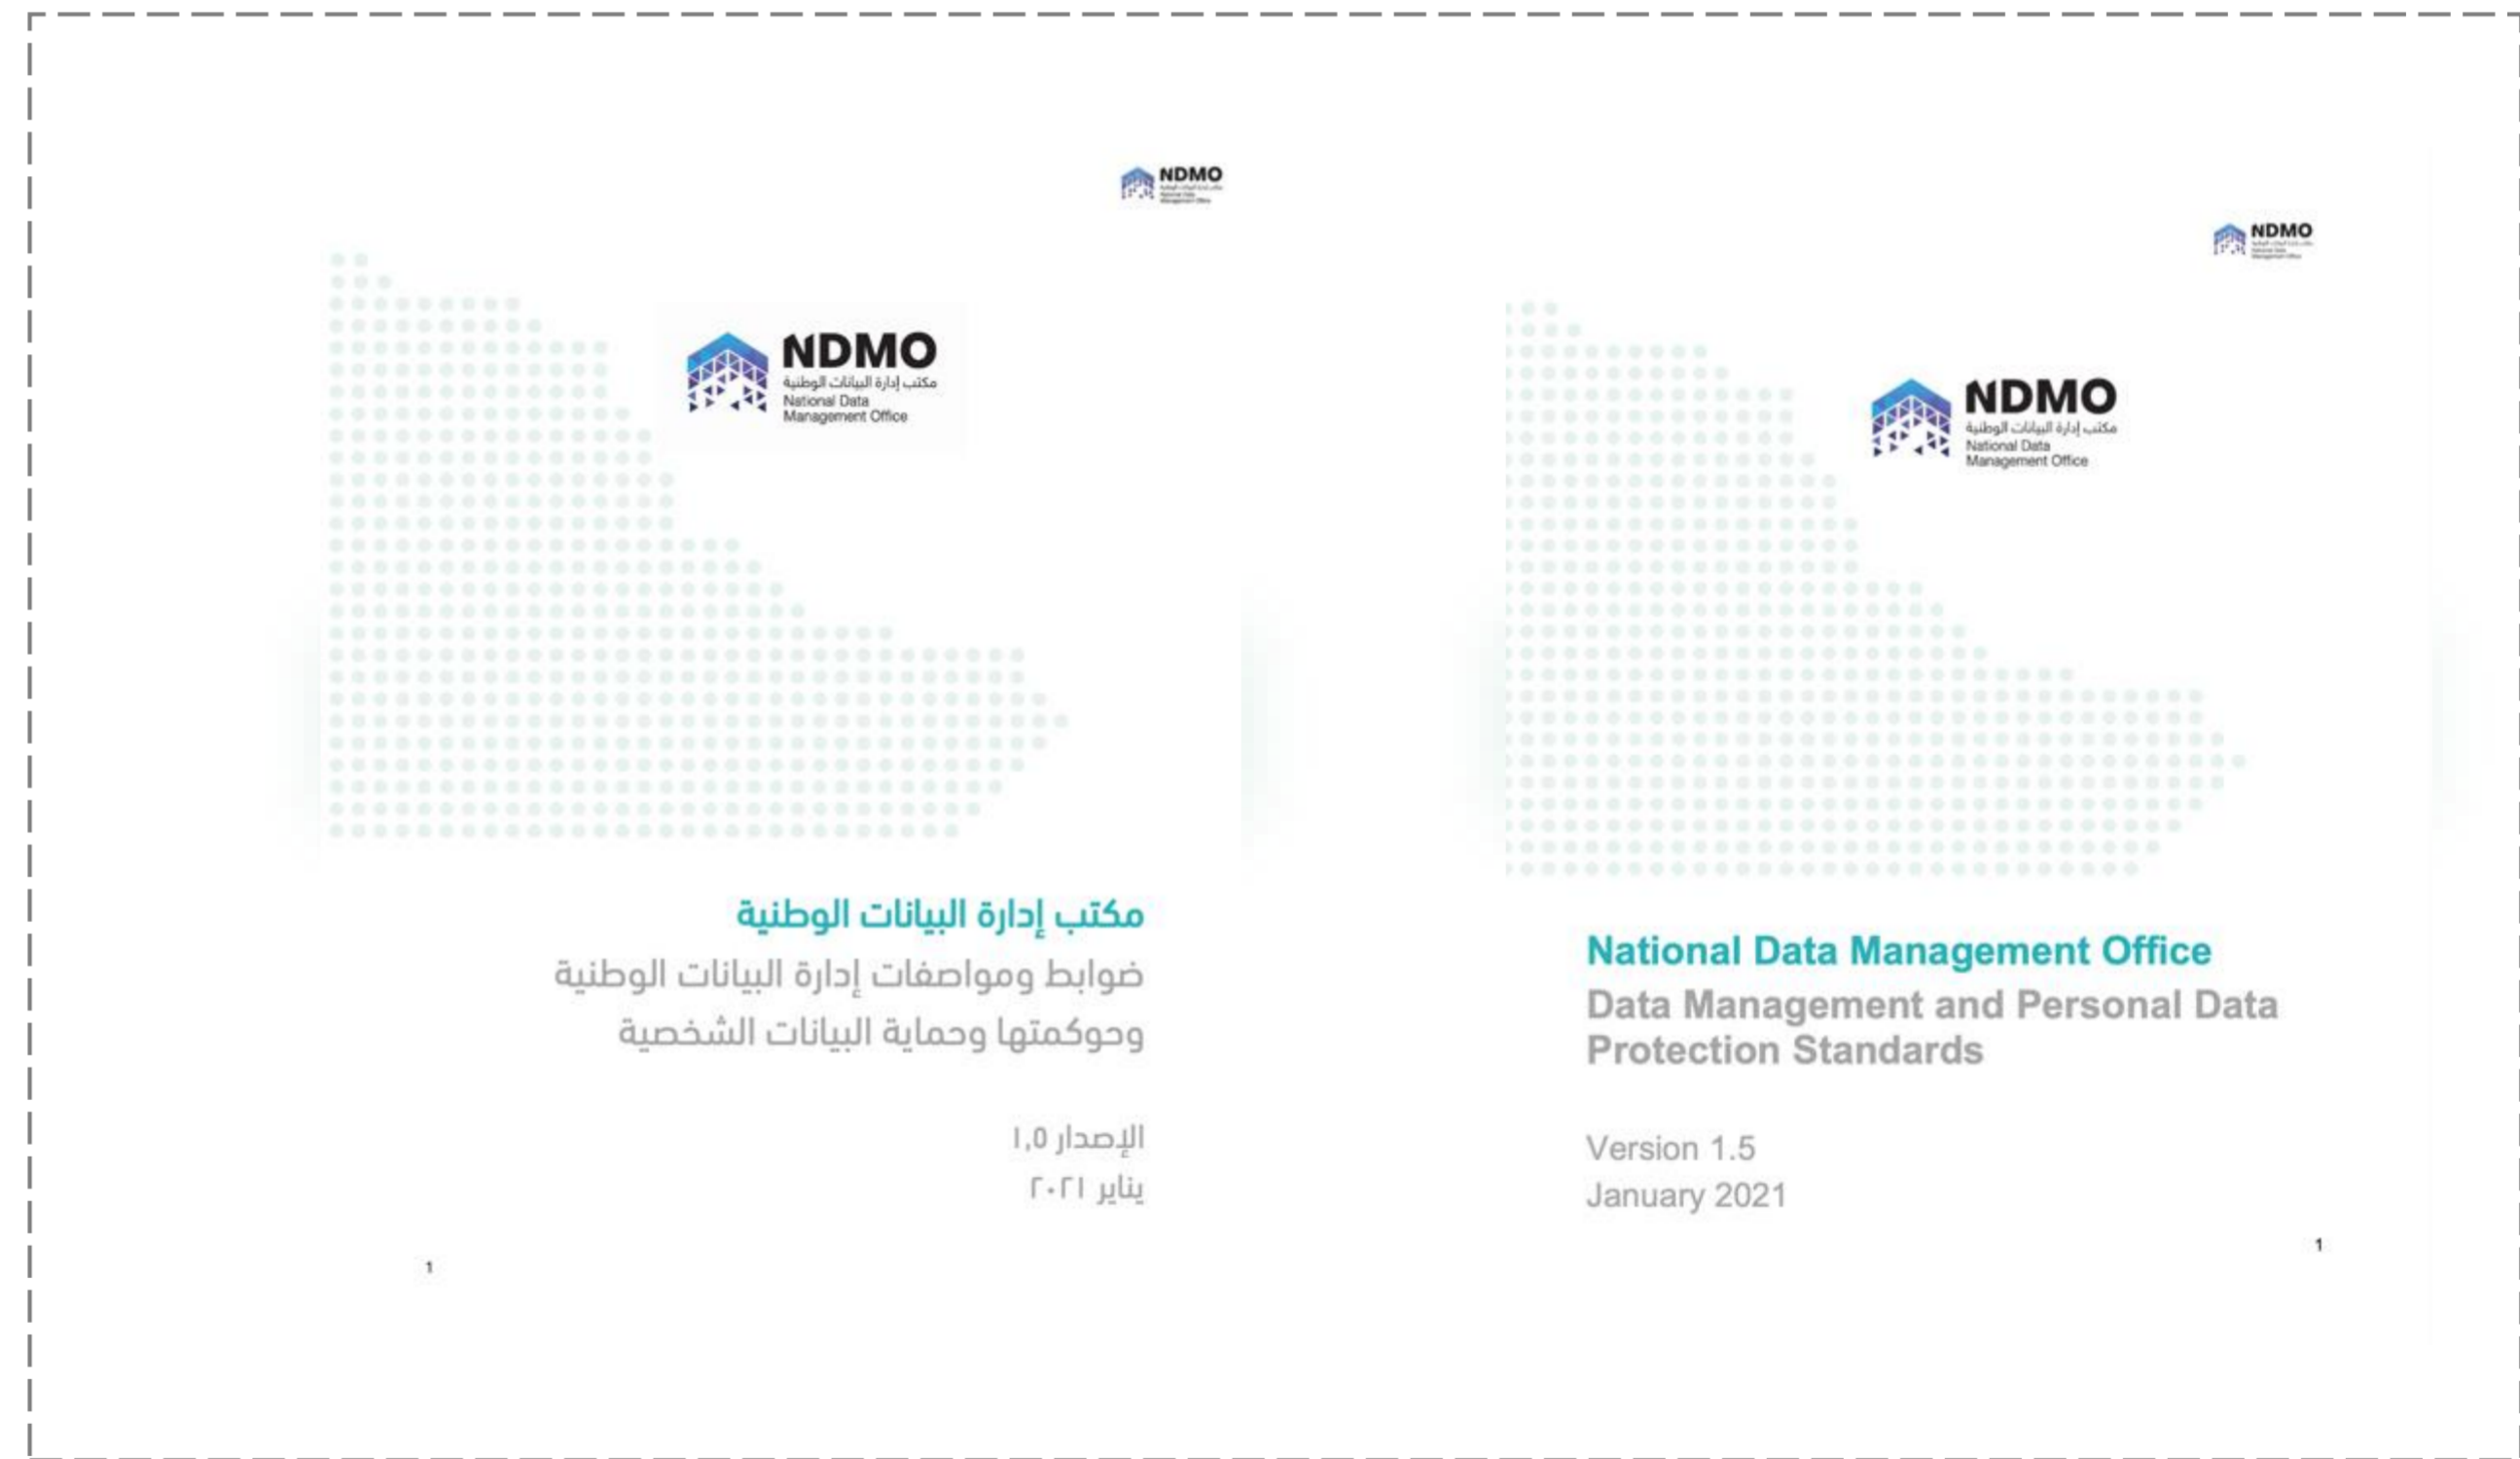 NDMO
NDMO
مكتب إدارة البيانات الوطنية
National Data
Management Office
مكتب إدارة البيانات الوطنية
ضوابط ومواصفات إدارة البيانات الوطنية
وحوكمتها وحماية البيانات الشخصية
الإصدار ١,٥
يناير ٢٠٢١
1
NDMO
NDMO
مكتب إدارة البيانات الوطنية
National Data
Management Office
National Data Management Office
Data Management and Personal Data
Protection Standards
Version 1.5
January 2021
1